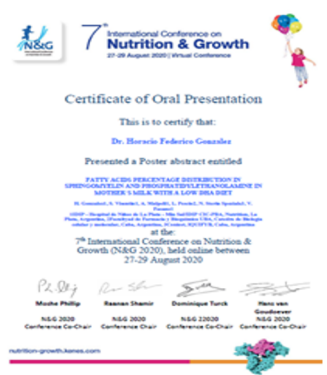 N&G
7th International Conference on
Nutrition & Growth
27-29 August 2020 | Virtual Conference
Certificate of Oral Presentation
This is to certify that:
Dr. Horacio Federico Gonzalez
Presented a Poster abstract entitled
FATTY ACIDS PERCENTAGE DISTRIBUTION IN
SPHINGOMYELIN AND PHOSPHATIDYLETHANOLAMINE IN
MOTHER'S MILK WITH A LOW DHA DIET
at the:
7th International Conference on Nutrition &
Growth (N&G 2020), held online between
27-29 August 2020
Moshe Phillip Raanan Shamir Dominique Turck Hans van
Goudoever
N&G 2020 N&G 2020 N&G 22020 N&G 2020
Conference Co-Chair Conference Chair Conference Co-Chair Conference Co-Chair
nutrition-growth.kenes.com